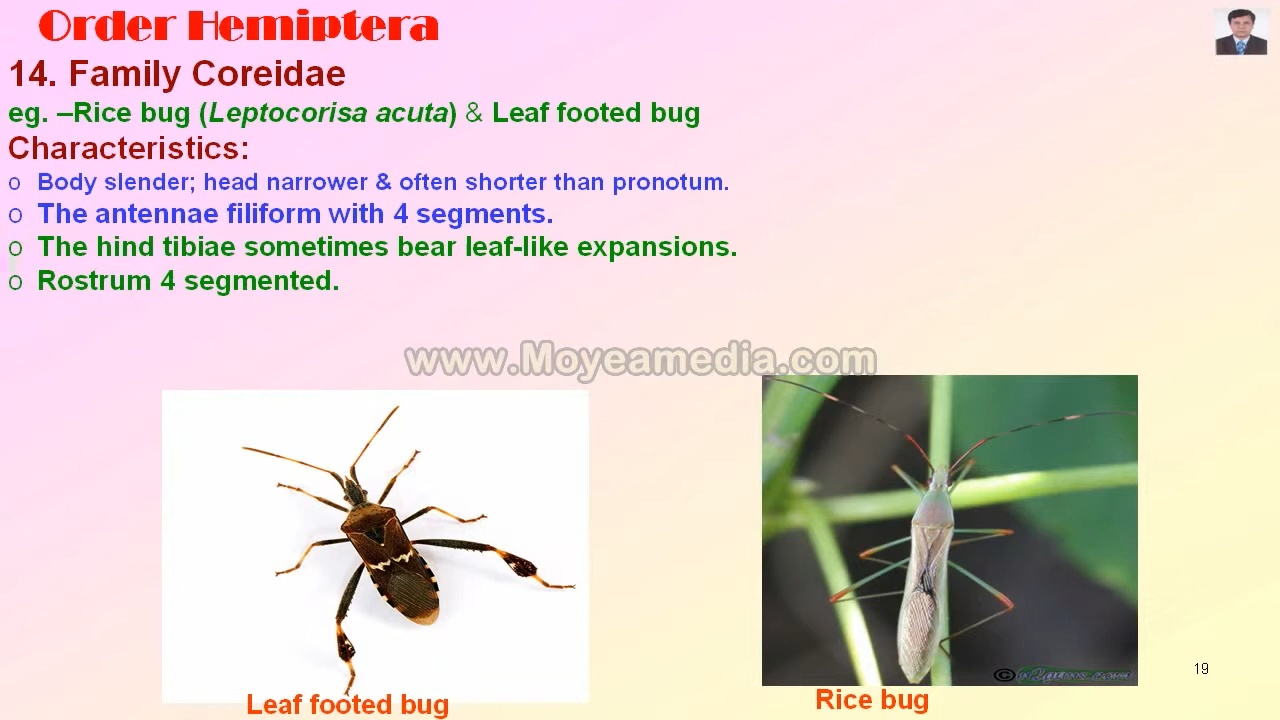 Order Hemiptera
14. Family Coreidae
eg. –Rice bug (Leptocorisa acuta) & Leaf footed bug
Characteristics:
o Body slender; head narrower & often shorter than pronotum.
o The antennae filiform with 4 segments.
o The hind tibiae sometimes bear leaf-like expansions.
o Rostrum 4 segmented.
www.Moyeamedia.com
©
19
Leaf footed bug
Rice bug